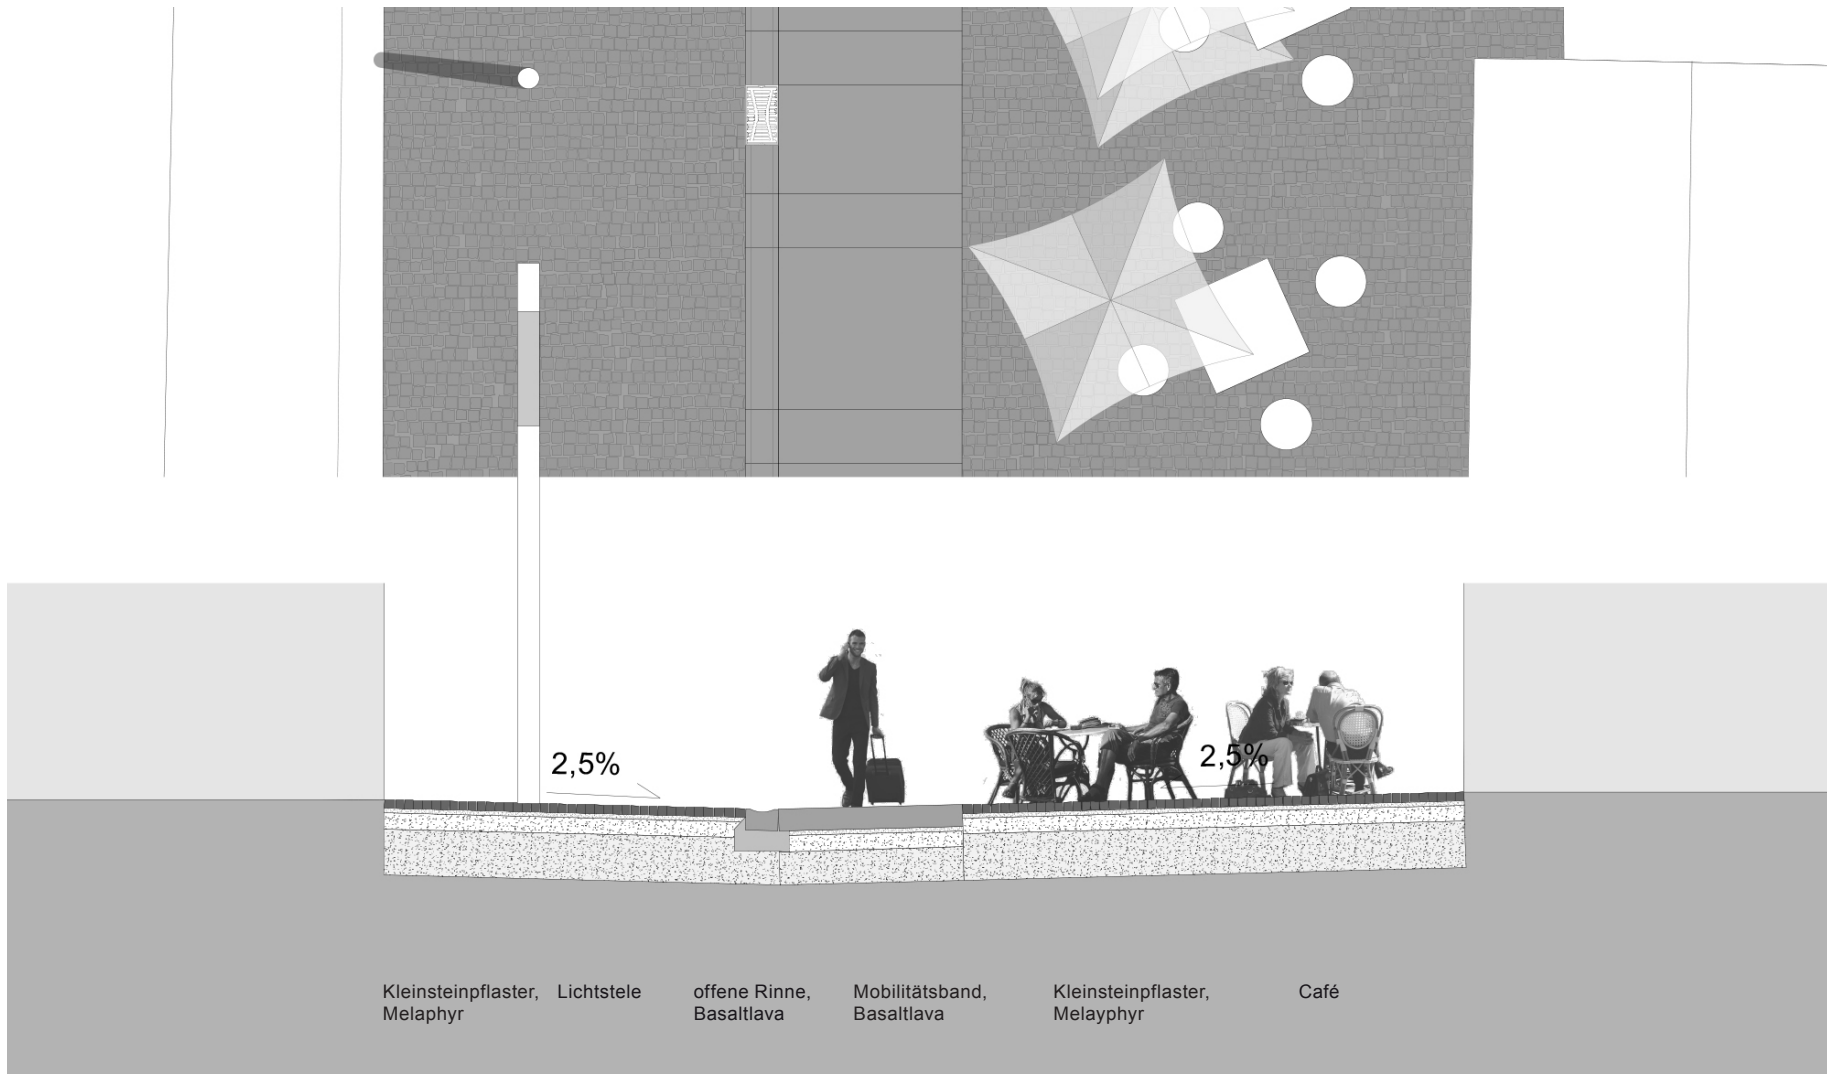 2,5%
2,5%
Kleinsteinpflaster,
Melaphyr
Lichtstele
offene Rinne,
Basaltlava
Mobilitätsband,
Basaltlava
Kleinsteinpflaster,
Melayphyr
Café